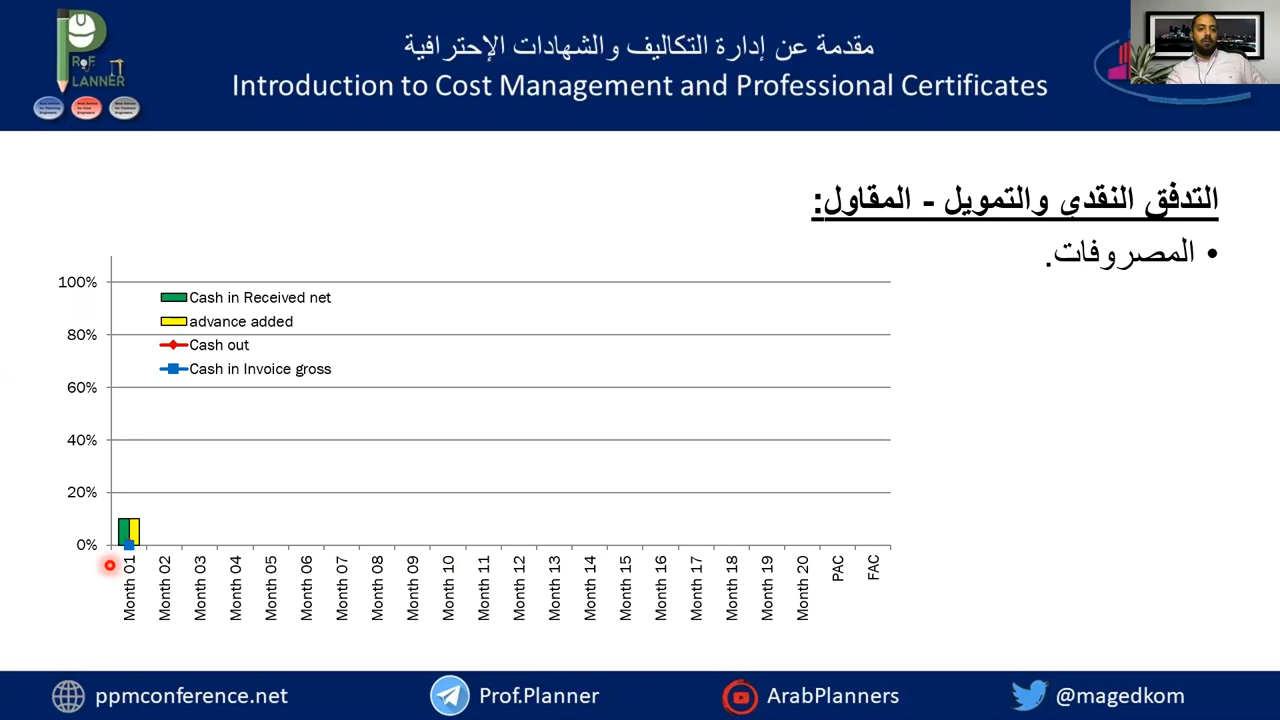 مقدمة عن إدارة التكاليف والشهادات الإحترافية
Introduction to Cost Management and Professional Certificates
R F.
LANNER
التدفق النقدي والتمويل - المقاول:
• المصروفات.
100%
80%
60%
40%
20%
0%
Cash in Received net
advance added
Cash out
Cash in Invoice gross
Month 01
Month 02
Month 03
Month 04
Month 05
Month 06
Month 07
Month 08
Month 09
Month 10
Month 11
Month 12
Month 13
Month 14
Month 15
Month 16
Month 17
Month 18
Month 19
Month 20
PAC
FAC
ppmconference.net
Prof.Planner
ArabPlanners
@magedkom